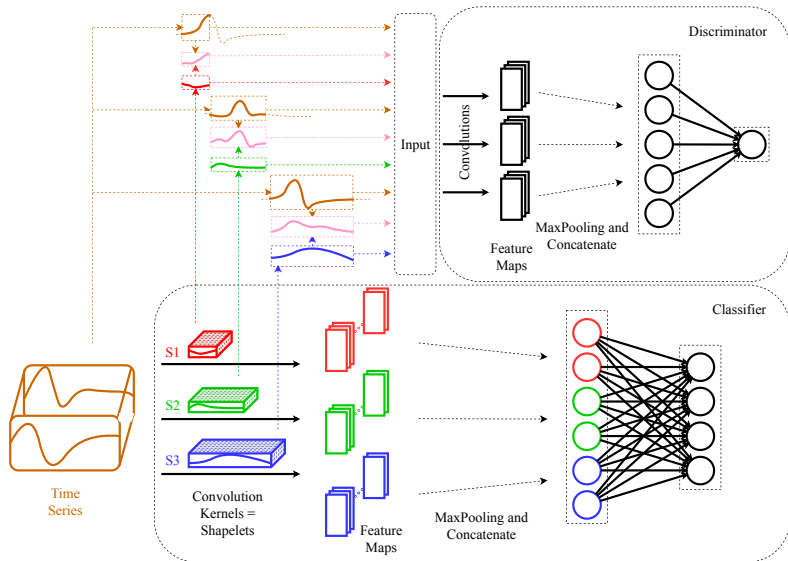 Discriminator
Input
Convolutions
Feature
Maps
MaxPooling and
Concatenate
Classifier
S1
S2
S3
Time
Series
Convolution
Kernels =
Shapelets
Feature
Maps
MaxPooling and
Concatenate